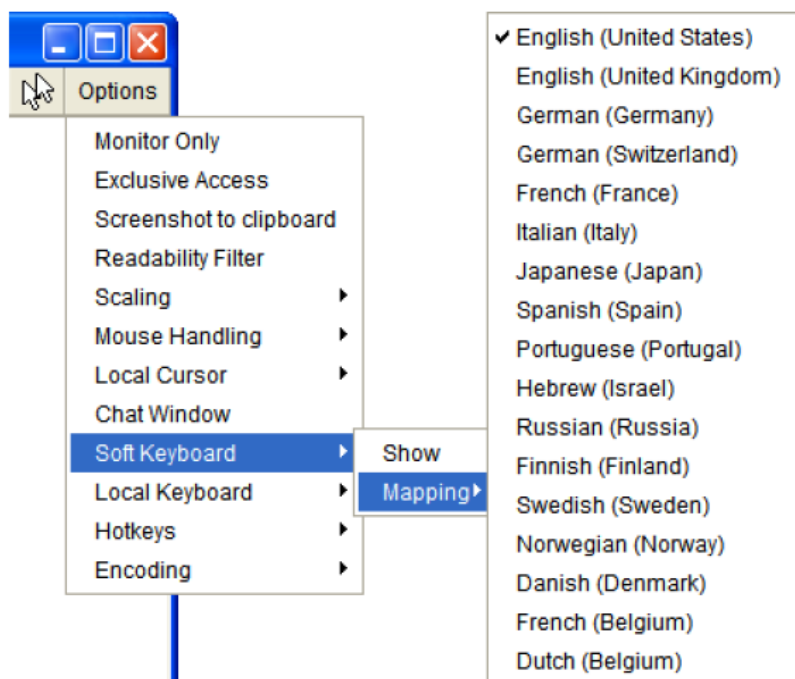 Options
Monitor Only
Exclusive Access
Screenshot to clipboard
Readability Filter
Scaling
Mouse Handling
Local Cursor
Chat Window
Soft Keyboard
Local Keyboard
Hotkeys
Encoding
Show
Mapping
English (United States)
English (United Kingdom)
German (Germany)
German (Switzerland)
French (France)
Italian (Italy)
Japanese (Japan)
Spanish (Spain)
Portuguese (Portugal)
Hebrew (Israel)
Russian (Russia)
Finnish (Finland)
Swedish (Sweden)
Norwegian (Norway)
Danish (Denmark)
French (Belgium)
Dutch (Belgium)